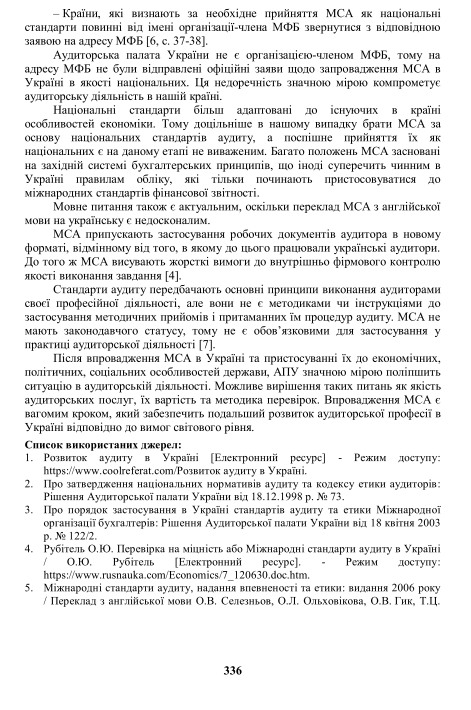 – Країни, які визнають за необхідне прийняття МСА як національні
стандарти повинні від імені організації-члена МФБ звернутися з відповідною
заявою на адресу МФБ [6, с. 37-38].
Аудиторська палата України не є організацією-членом МФБ, тому на
адресу МФБ не були відправлені офіційні заяви щодо запровадження МСА в
Україні в якості національних. Ця недоречність значною мірою компрометує
аудиторську діяльність в нашій країні.
Національні стандарти більш адаптовані до існуючих в країні
особливостей економіки. Тому доцільніше в нашому випадку брати МСА за
основу національних стандартів аудиту, а поспішне прийняття їх як
національних є на даному етапі не виваженим. Багато положень МСА засновані
на західній системі бухгалтерських принципів, що іноді суперечить чинним в
Україні правилам обліку, які тільки починають пристосовуватися до
міжнародних стандартів фінансової звітності.
Мовне питання також є актуальним, оскільки переклад МСА з англійської
мови на українську є недосконалим.
МСА припускають застосування робочих документів аудитора в новому
форматі, відмінному від того, в якому до цього працювали українські аудитори.
До того ж МСА висувають жорсткі вимоги до внутрішньо фірмового контролю
якості виконання завдання [4].
Стандарти аудиту передбачають основні принципи виконання аудиторами
своєї професійної діяльності, але вони не є методиками чи інструкціями до
застосування методичних прийомів і притаманних їм процедур аудиту. МСА не
мають законодавчого статусу, тому не є обов’язковими для застосування у
практиці аудиторської діяльності [7].
Після впровадження МСА в Україні та пристосуванні їх до економічних,
політичних, соціальних особливостей держави, АПУ значною мірою поліпшить
ситуацію в аудиторській діяльності. Можливе вирішення таких питань як якість
аудиторських послуг, їх вартість та методика перевірок. Впровадження МСА є
вагомим кроком, який забезпечить подальший розвиток аудиторської професії в
Україні відповідно до вимог світового рівня.
Список використаних джерел:
1. Розвиток аудиту в Україні [Електронний ресурс] - Режим доступу:
https://www.coolreferat.com/Розвиток аудиту в Україні.
2. Про затвердження національних нормативів аудиту та кодексу етики аудиторів:
Рішення Аудиторської палати України від 18.12.1998 р. № 73.
3. Про порядок застосування в Україні стандартів аудиту та етики Міжнародної
організації бухгалтерів: Рішення Аудиторської палати України від 18 квітня 2003
р. № 122/2.
4. Рубітель О.Ю. Перевірка на міцність або Міжнародні стандарти аудиту в Україні
/ О.Ю. Рубітель [Електронний ресурс]. - Режим доступу:
https://www.rusnauka.com/Economics/7_120630.doc.htm.
5. Міжнародні стандарти аудиту, надання впевненості та етики: видання 2006 року
/ Переклад з англійської мови О.В. Селезньов, О.Л. Ольховікова, О.В. Гик, Т.Ц.
336